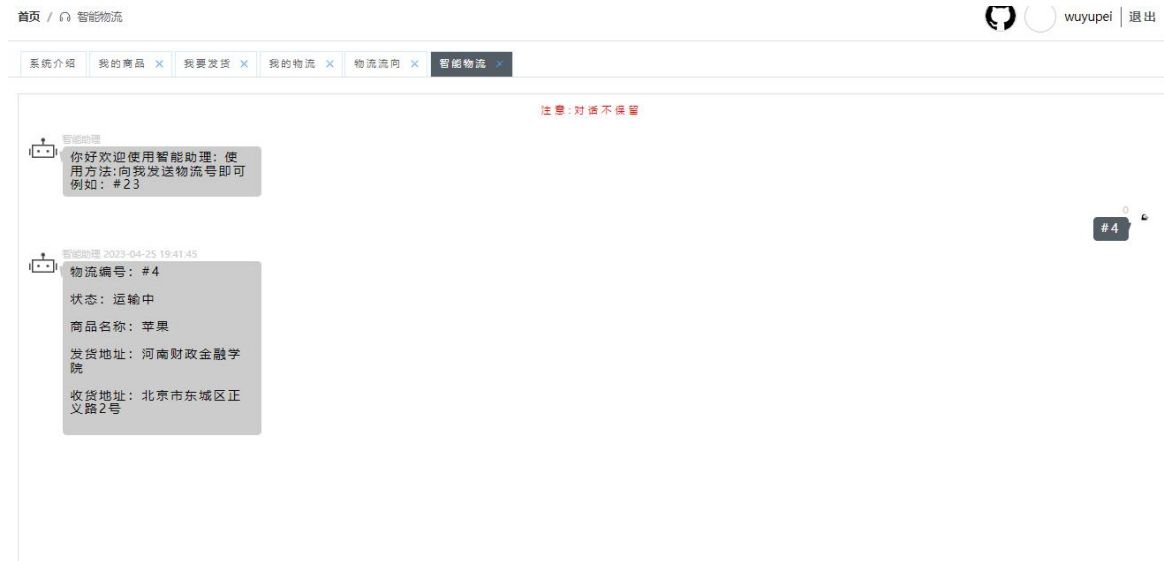 首页 / 智能物流
wuyupei | 退出
系统介绍 我的商品 × 我要发货 × 我的物流 × 物流流向 × 智能物流 ×
注意:对话不保留
智能助理
你好欢迎使用智能助理: 使
用方法:向我发送物流号即可
例如: #23
0
#4
智能助理 2023-04-25 19:41:45
物流编号: #4
状态: 运输中
商品名称: 苹果
发货地址: 河南财政金融学
院
收货地址: 北京市东城区正
义路2号